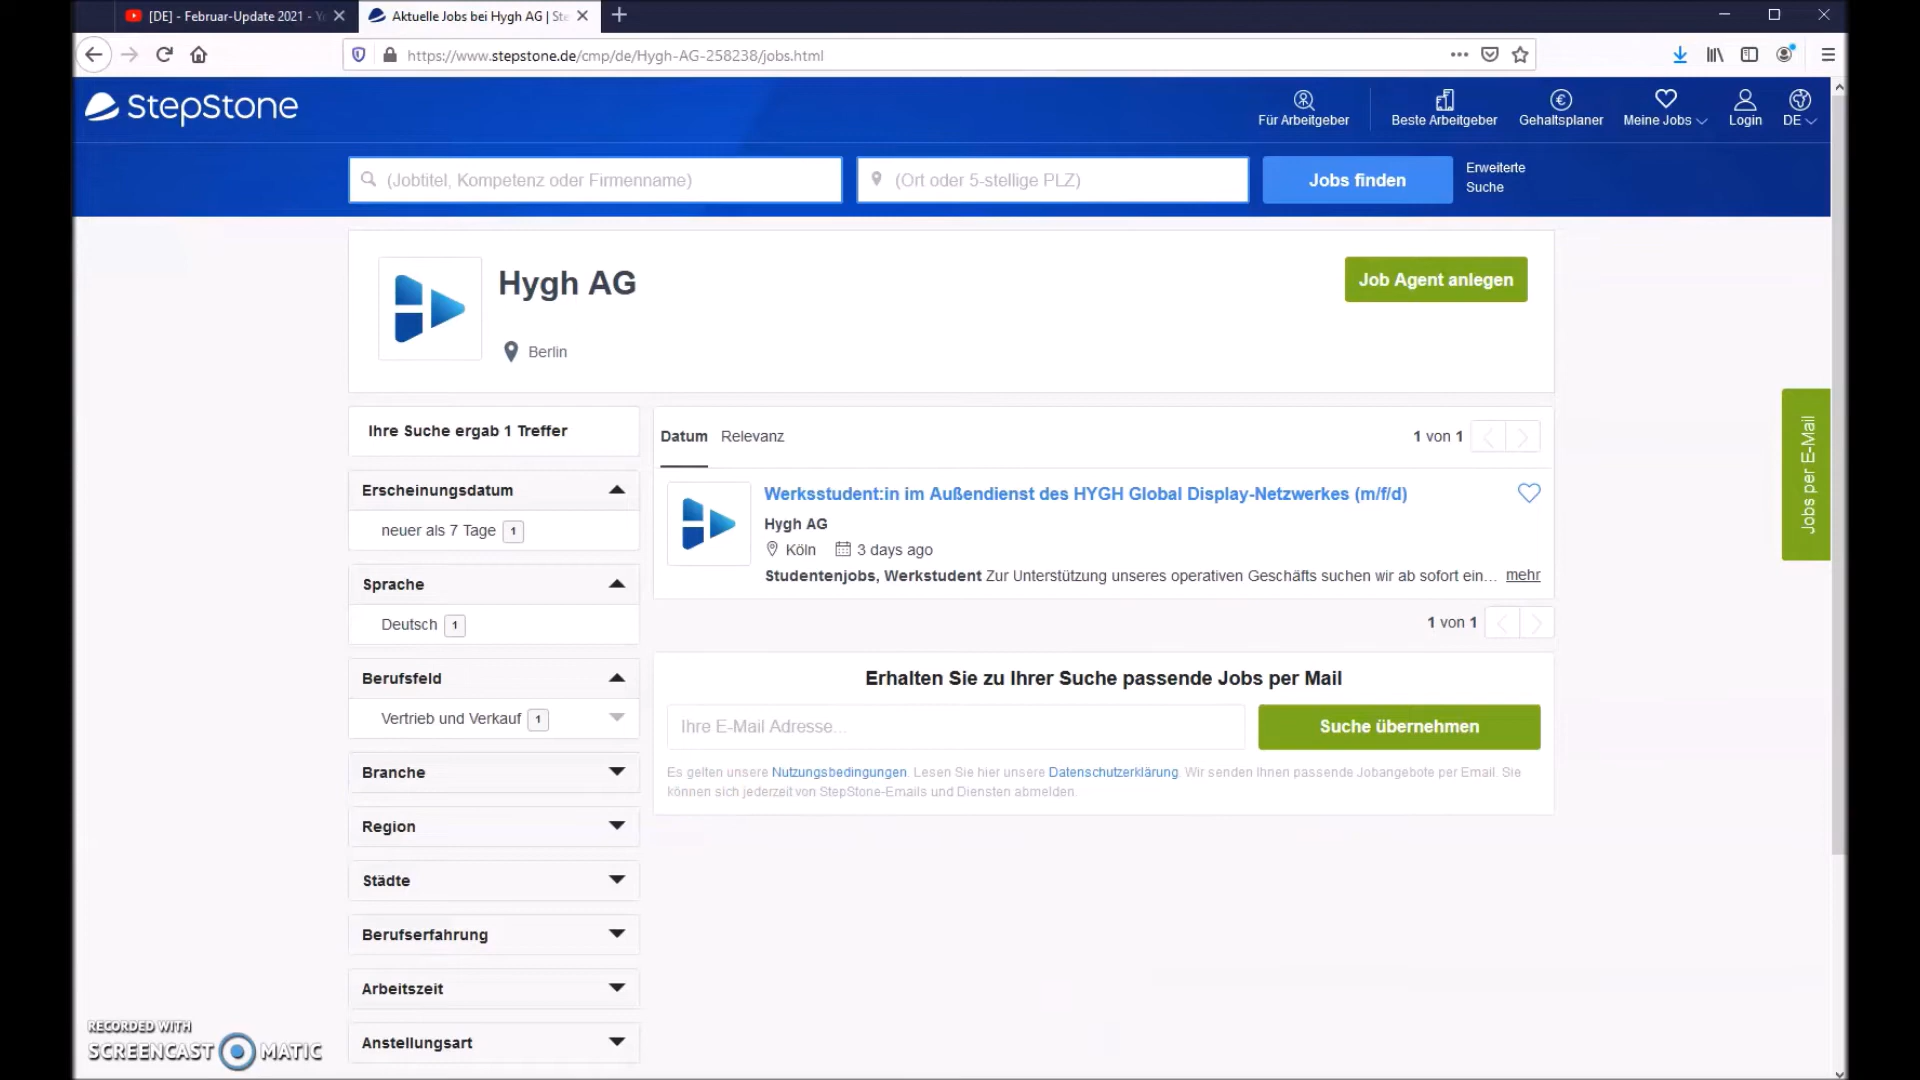 [DE] - Februar-Update 2021 -
Aktuelle Jobs bei Hygh AG | Ste
https://www.stepstone.de/cmp/de/Hygh-AG-258238/jobs.html
StepStone
Für Arbeitgeber
Beste Arbeitgeber
Gehaltsplaner
Meine Jobs
Login
DE
(Jobtitel, Kompetenz oder Firmenname)
(Ort oder 5-stellige PLZ)
Jobs finden
Erweiterte
Suche
Hygh AG
Job Agent anlegen
Berlin
Jobs per E-Mail
Ihre Suche ergab 1 Treffer
Datum Relevanz
1 von 1
Erscheinungsdatum
neuer als 7 Tage 1
Sprache
Deutsch 1
Berufsfeld
Vertrieb und Verkauf 1
Branche
Region
Städte
Berufserfahrung
Arbeitszeit
Anstellungsart
Werksstudent:in im Außendienst des HYGH Global Display-Netzwerkes (m/f/d)
Hygh AG
Köln 3 days ago
Studentenjobs, Werkstudent Zur Unterstützung unseres operativen Geschäfts suchen wir ab sofort ein... mehr
1 von 1
Erhalten Sie zu Ihrer Suche passende Jobs per Mail
Ihre E-Mail Adresse...
Suche übernehmen
Es gelten unsere Nutzungsbedingungen. Lesen Sie hier unsere Datenschutzerklärung. Wir senden Ihnen passende Jobangebote per Email. Sie
können sich jederzeit von StepStone-Emails und Diensten abmelden.
RECORDED WITH
SCREENCAST MATIC